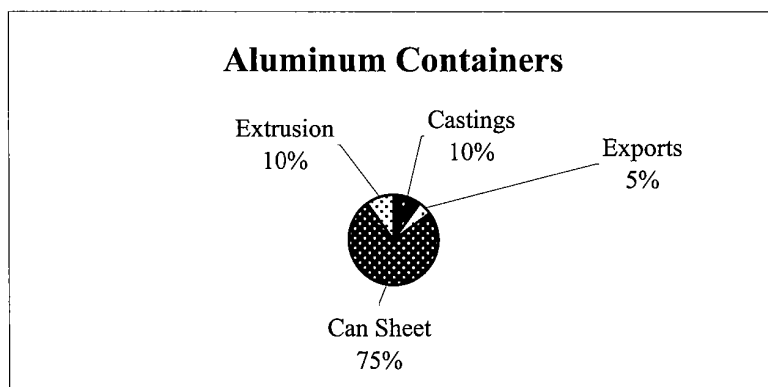 Aluminum Containers
Extrusion
10%
Castings
10%
Exports
5%
Can Sheet
75%